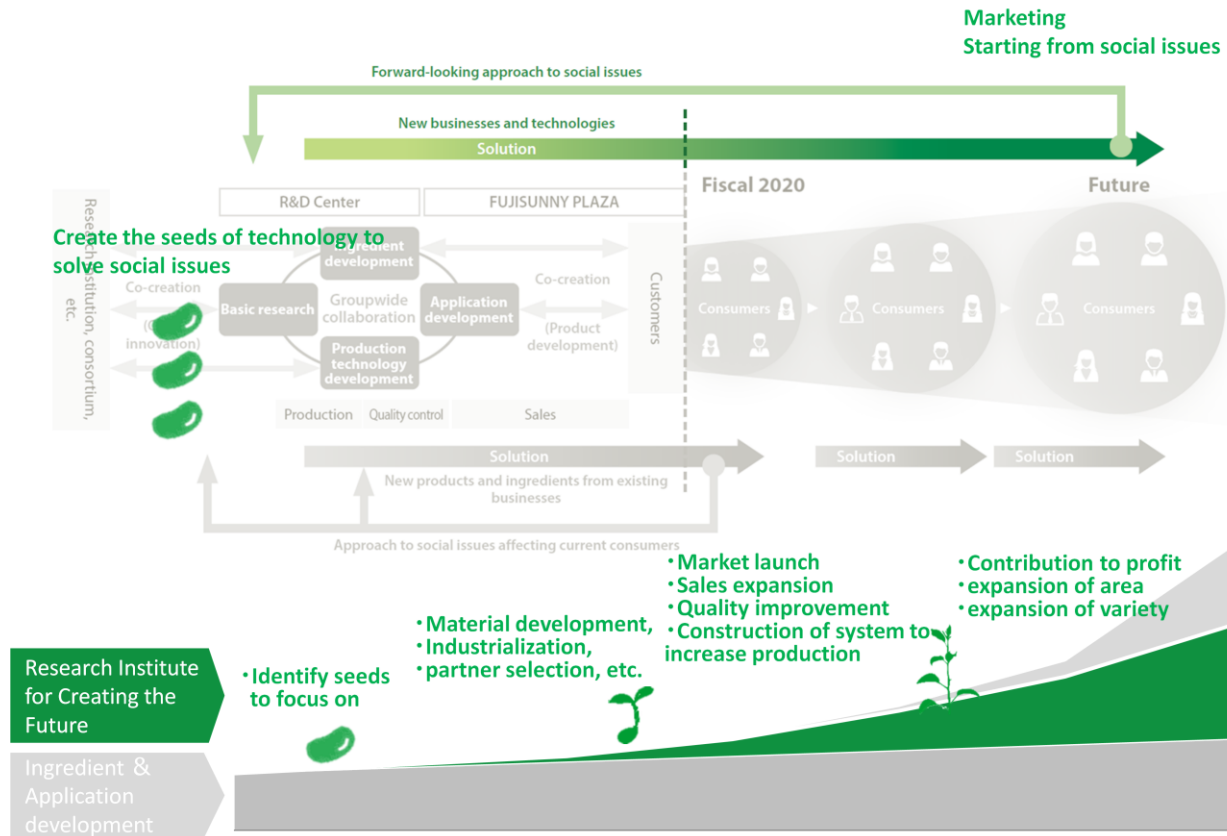 Marketing
Starting from social issues
Forward-looking approach to social issues
New businesses and technologies
Solution
Fiscal 2020
Future
R&D Center
FUJISUNNY PLAZA
Research institution, consortium,
etc.
Create the seeds of technology to
solve social issues
Ingredient
development
Co-creation
innovation)
Basic research
Groupwide
collaboration
Application
development
Production
technology
development
Co-creation
(Product
development)
Customers
Consumers
Consumers
Consumers
Production
Quality control
Sales
Solution
Solution
Solution
New products and ingredients from existing
businesses
Approach to social issues affecting current consumers
・Identify seeds
to focus on
・Material development,
・Industrialization,
・partner selection, etc.
・Market launch
・Sales expansion
・Quality improvement
・Construction of system to
increase production
・Contribution to profit
・expansion of area
・expansion of variety
Research Institute
for Creating the
Future
Ingredient &
Application
development